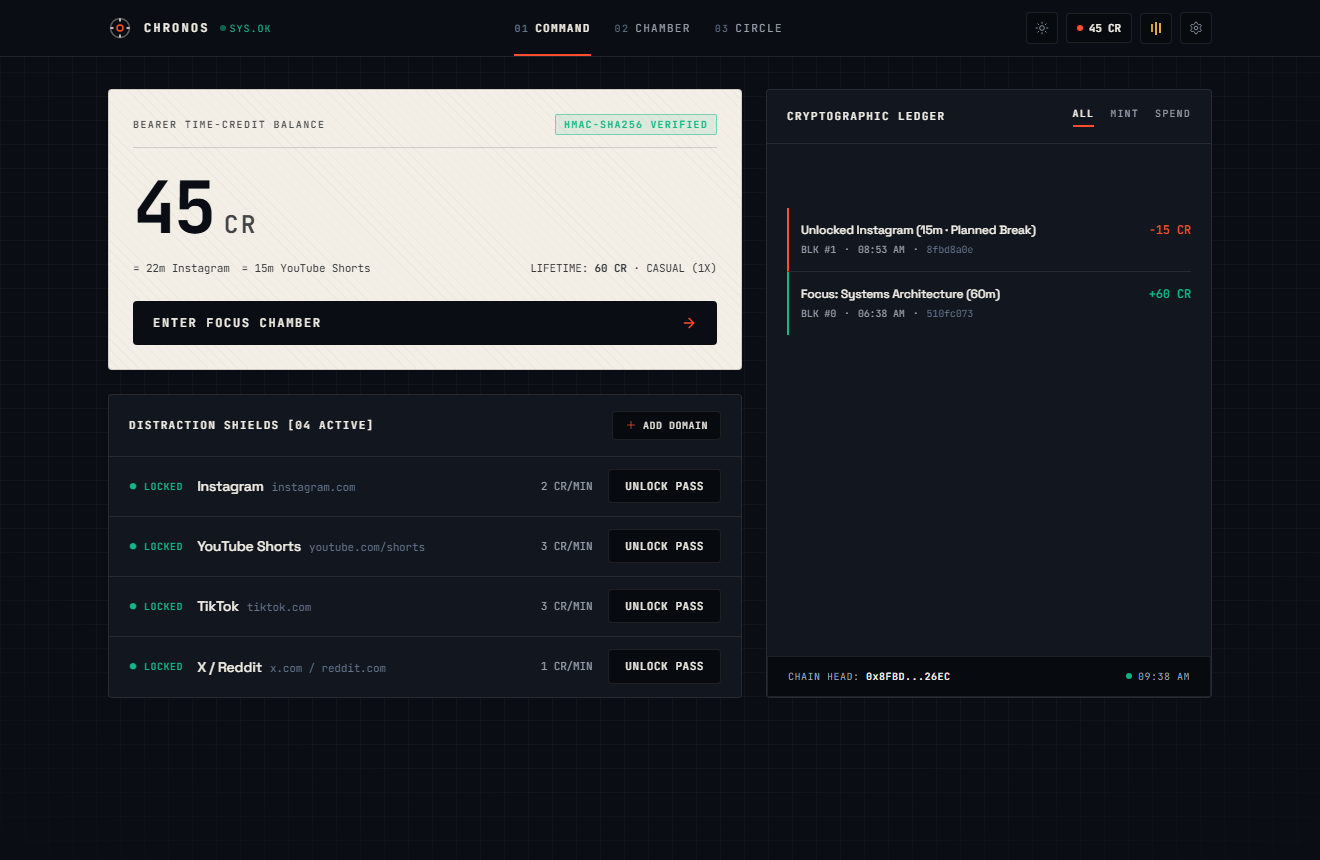 CHRONOS SYS.OK
01 COMMAND 02 CHAMBER 03 CIRCLE
45 CR
BEARER TIME-CREDIT BALANCE
HMAC-SHA256 VERIFIED
45 CR
= 22m Instagram = 15m YouTube Shorts
LIFETIME: 60 CR · CASUAL (1X)
ENTER FOCUS CHAMBER
DISTRACTION SHIELDS [04 ACTIVE]
+ ADD DOMAIN
LOCKED Instagram instagram.com 2 CR/MIN UNLOCK PASS
LOCKED YouTube Shorts youtube.com/shorts 3 CR/MIN UNLOCK PASS
LOCKED TikTok tiktok.com 3 CR/MIN UNLOCK PASS
LOCKED X / Reddit x.com / reddit.com 1 CR/MIN UNLOCK PASS
CRYPTOGRAPHIC LEDGER
ALL MINT SPEND
Unlocked Instagram (15m · Planned Break) -15 CR
BLK #1 · 08:53 AM · 8fbd8a0e
Focus: Systems Architecture (60m) +60 CR
BLK #0 · 06:38 AM · 510fc073
CHAIN HEAD: 0x8FBD...26EC
09:38 AM